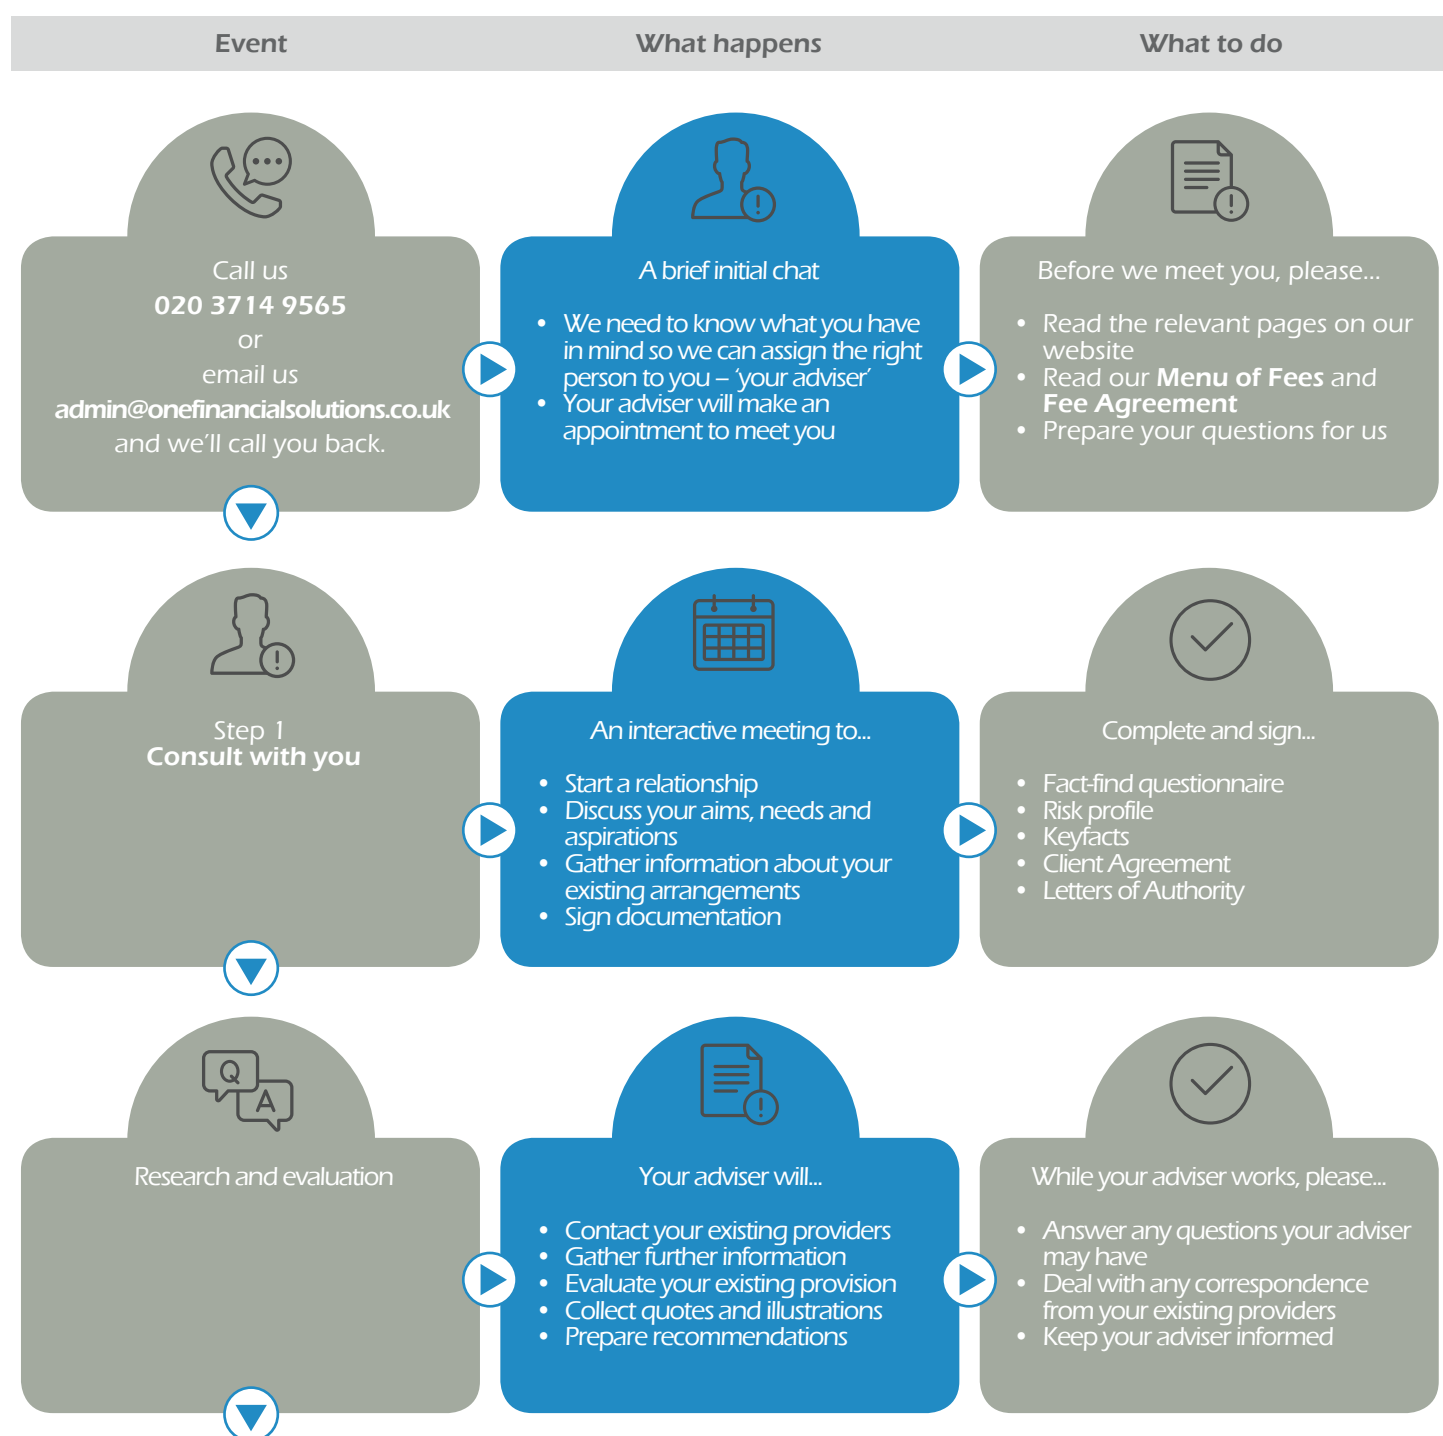 Event
What happens
What to do
Call us
020 3714 9565
or
email us
admin@onefinancialsolutions.co.uk
and we'll call you back.
A brief initial chat
• We need to know what you have
in mind so we can assign the right
person to you – 'your adviser'
• Your adviser will make an
appointment to meet you
Before we meet you, please...
• Read the relevant pages on our
website
• Read our Menu of Fees and
Fee Agreement
• Prepare your questions for us
Step 1
Consult with you
An interactive meeting to...
• Start a relationship
• Discuss your aims, needs and
aspirations
• Gather information about your
existing arrangements
• Sign documentation
Complete and sign...
• Fact-find questionnaire
• Risk profile
• Keyfacts
• Client Agreement
• Letters of Authority
Q
A
Research and evaluation
Your adviser will...
• Contact your existing providers
• Gather further information
• Evaluate your existing provision
• Collect quotes and illustrations
• Prepare recommendations
While your adviser works, please...
• Answer any questions your adviser
may have
• Deal with any correspondence
from your existing providers
• Keep your adviser informed